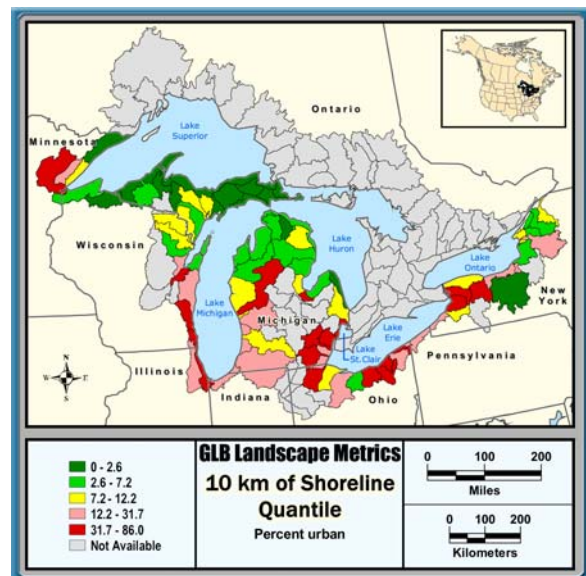 Ontario
Lake
Superior
Minnesota
Wisconsin
Lake
Huron
Lake
Ontario
New
York
Lake
Michigan
Michigan
Lake
Erie
Lake
St. Clair
Pennsylvania
Illinois
Indiana
Ohio
N
W
E
S
0 - 2.6
2.6 - 7.2
7.2 - 12.2
12.2 - 31.7
31.7 - 86.0
Not Available
GLB Landscape Metrics
10 km of Shoreline
Quantile
Percent urban
0 100 200
Miles
0 100 200
Kilometers